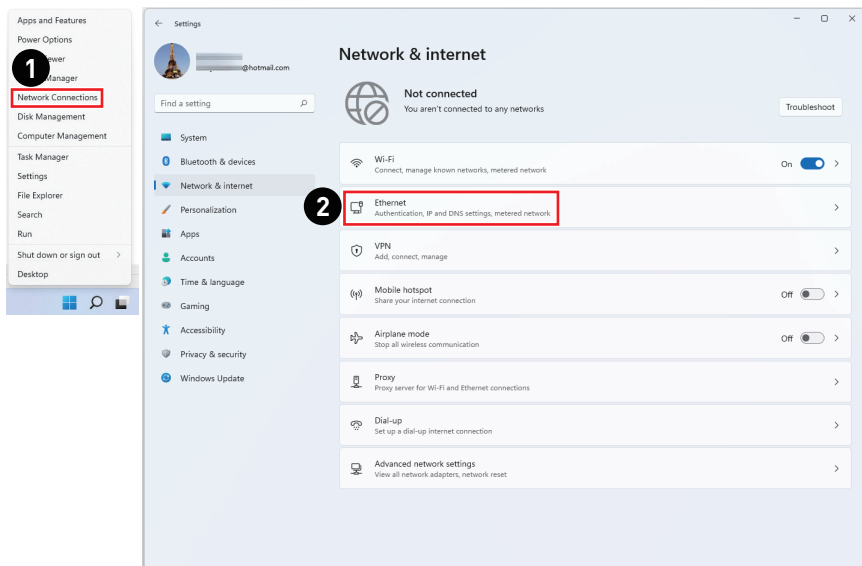 Apps and Features
Power Options
ewer
1
Manager
Network Connections
Disk Management
Computer Management
Task Manager
Settings
File Explorer
Search
Run
Shut down or sign out
Desktop
Settings
@hotmail.com
Find a setting
System
Bluetooth & devices
Network & internet
Personalization
Apps
Accounts
Time & language
Gaming
Accessibility
Privacy & security
Windows Update
Network & internet
Not connected
You aren't connected to any networks
Troubleshoot
Wi-Fi
Connect, manage known networks, metered network
On
2
Ethernet
Authentication, IP and DNS settings, metered network
VPN
Add, connect, manage
Mobile hotspot
Share your internet connection
Off
Airplane mode
Stop all wireless communication
Off
Proxy
Proxy server for Wi-Fi and Ethernet connections
Dial-up
Set up a dial-up internet connection
Advanced network settings
View all network adapters, network reset